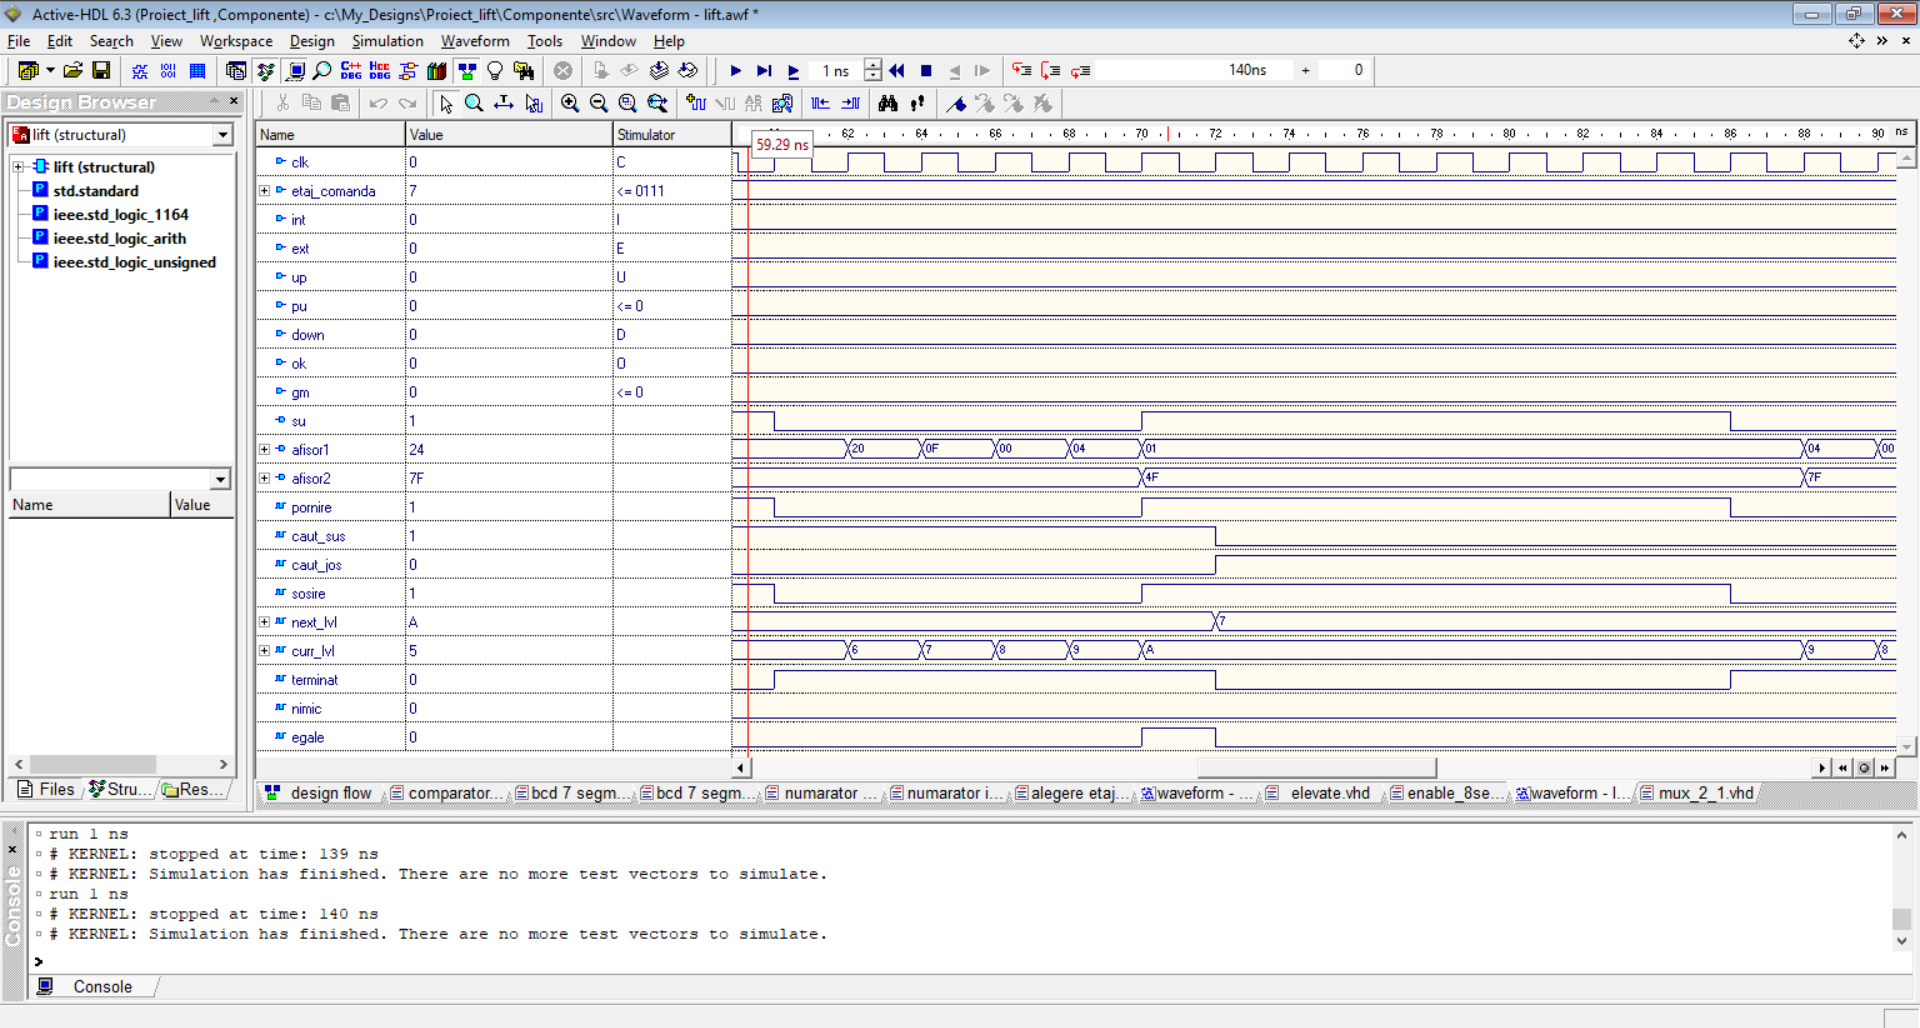 Active-HDL 6.3 (Proiect_lift ,Componente) - c:\My_Designs\Proiect_lift\Componente\src\Waveform - lift.awf *
File Edit Search View Workspace Design Simulation Waveform Tools Window Help
C++ DBG HCC DBG 1 ns 140ns + 0
Design Browser
lift (structural)
lift (structural)
std.standard
ieee.std_logic_1164
ieee.std_logic_arith
ieee.std_logic_unsigned
Name Value
Files Stru... Res...
Name Value Stimulator 59.29 ns 62 64 66 68 70 72 74 76 78 80 82 84 86 88 90 ns
clk 0 C
etaj_comanda 7 <= 0111
int 0 I
ext 0 E
up 0 U
pu 0 <= 0
down 0 D
ok 0 O
gm 0 <= 0
su 1
afisor1 24 20 0F 00 04 01 04 00
afisor2 7F 4F 7F
pornire 1
caut_sus 1
caut_jos 0
sosire 1
next_lvl A 7
curr_lvl 5 6 7 8 9 A 9 8
terminat 0
nimic 0
egale 0
design flow comparator... bcd 7 segm... bcd 7 segm... numarator ... numarator i... alegere etaj... waveform - ... elevate.vhd enable_8se... waveform - l... mux_2_1.vhd
run 1 ns
# KERNEL: stopped at time: 139 ns
# KERNEL: Simulation has finished. There are no more test vectors to simulate.
run 1 ns
# KERNEL: stopped at time: 140 ns
# KERNEL: Simulation has finished. There are no more test vectors to simulate.
>
Console
Console